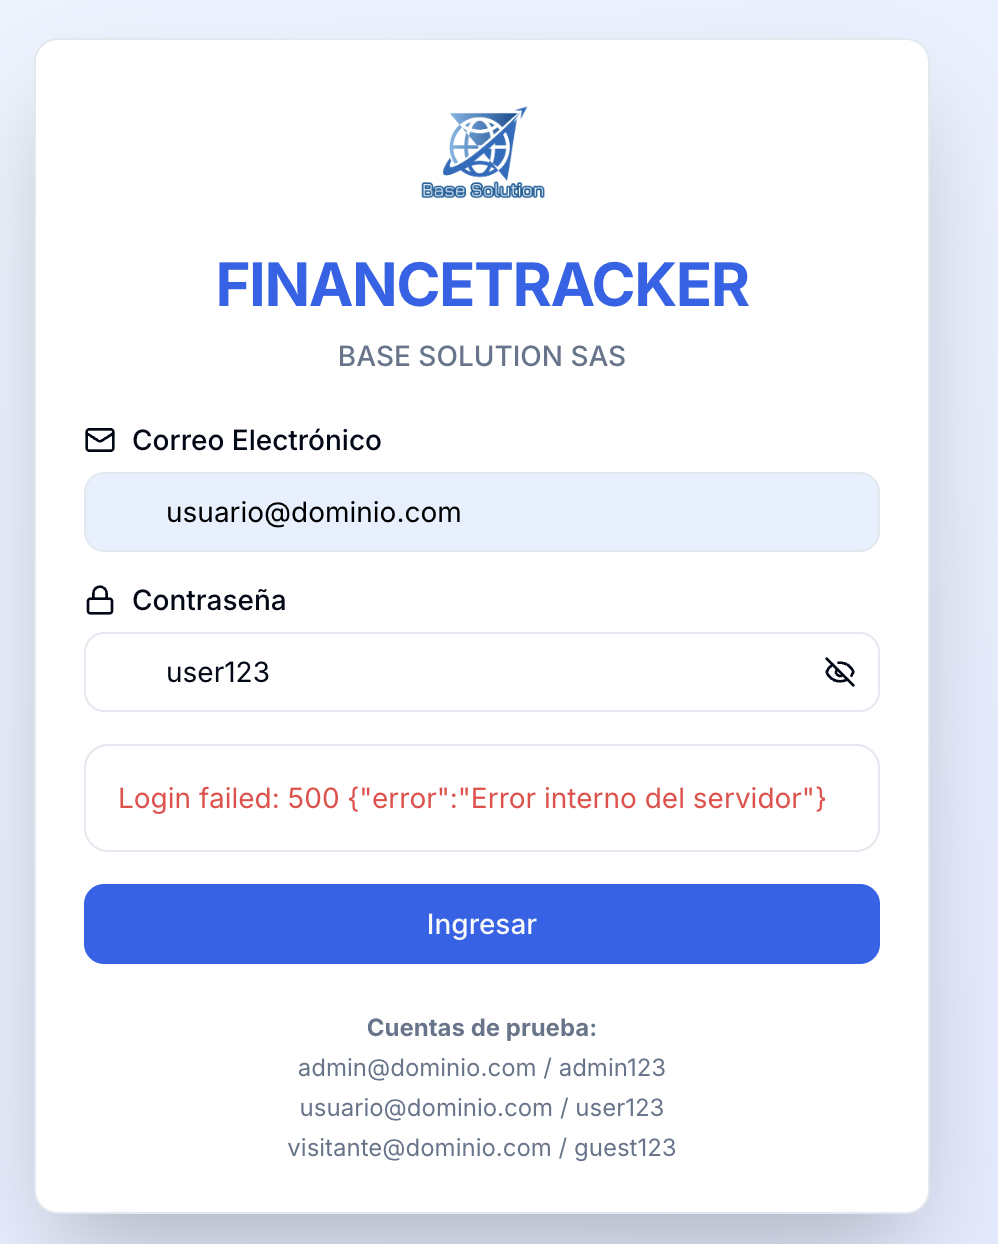 Base Solution
FINANCETRACKER
BASE SOLUTION SAS
Correo Electrónico
usuario@dominio.com
Contraseña
user123
Login failed: 500 {"error":"Error interno del servidor"}
Ingresar
Cuentas de prueba:
admin@dominio.com / admin123
usuario@dominio.com / user123
visitante@dominio.com / guest123